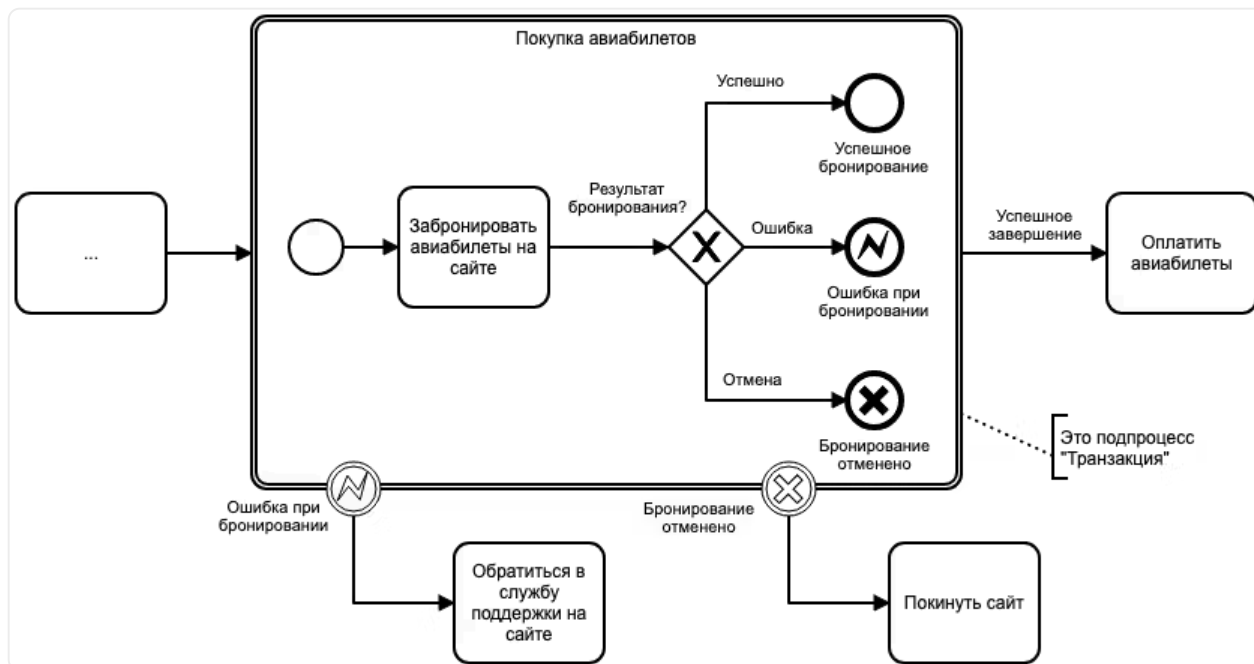 Покупка авиабилетов
Успешно
Успешное
бронирование
Результат
бронирования?
...
Забронировать
авиабилеты на
сайте
Ошибка
Ошибка при
бронировании
Успешное
завершение
Оплатить
авиабилеты
Отмена
Бронирование
отменено
Это подпроцесс
"Транзакция"
Ошибка при
бронировании
Бронирование
отменено
Обратиться в
службу
поддержки на
сайте
Покинуть сайт